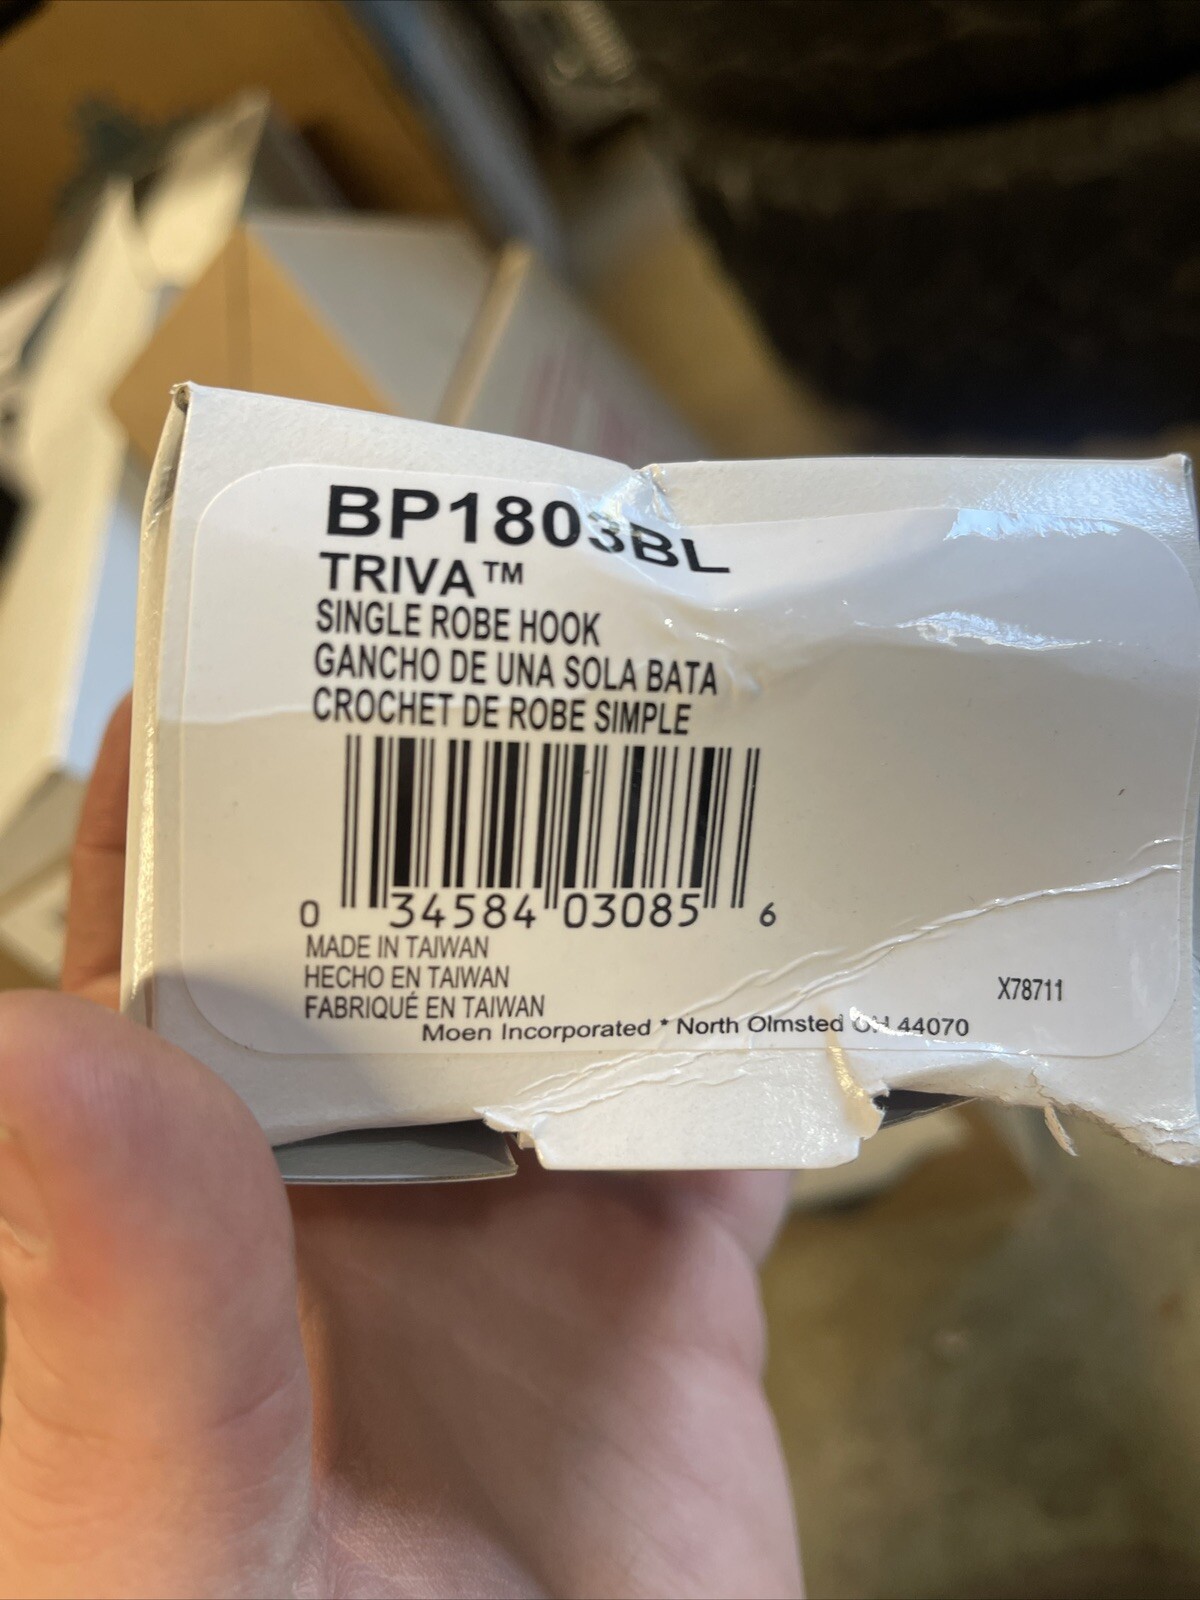 BP1803BL
TRIVA™
SINGLE ROBE HOOK
GANCHO DE UNA SOLA BATA
CROCHET DE ROBE SIMPLE
0 34584 03085 6
MADE IN TAIWAN
HECHO EN TAIWAN
FABRIQUÉ EN TAIWAN
X78711
Moen Incorporated * North Olmsted OH 44070